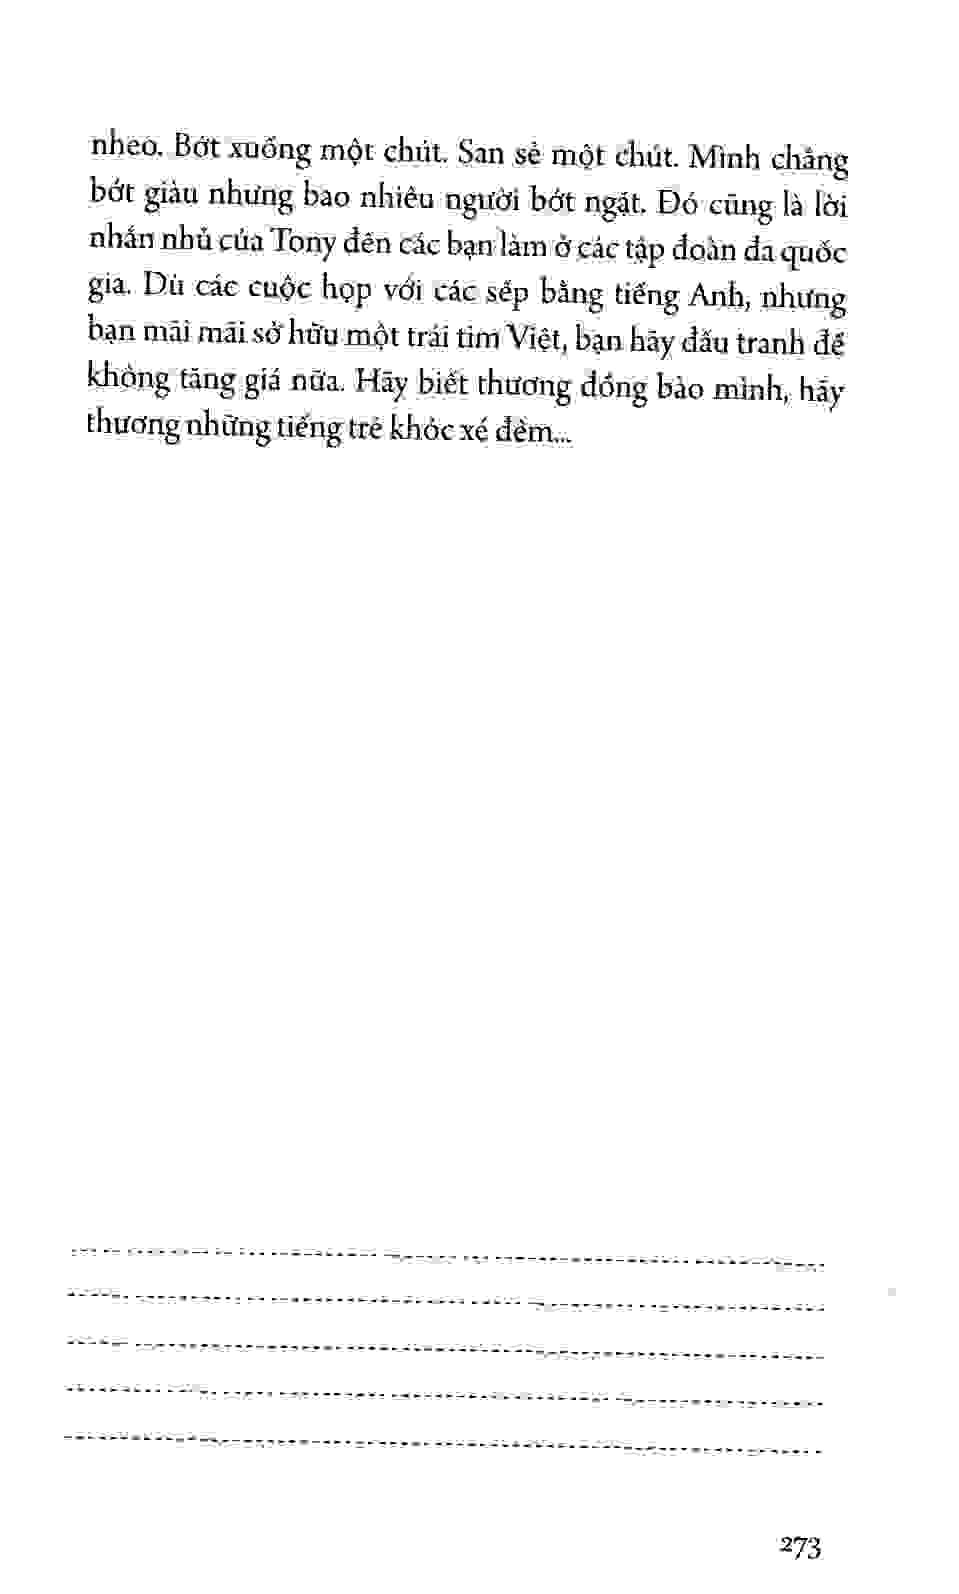 nheo. Bớt xuống một chút. San sẻ một chút. Mình chẳng
bớt giàu nhưng bao nhiêu người bớt ngặt. Đó cũng là lời
nhắn nhủ của Tony đến các bạn làm ở các tập đoàn đa quốc
gia. Dù các cuộc họp với các sếp bằng tiếng Anh, nhưng
bạn mãi mãi sở hữu một trái tim Việt, bạn hãy đấu tranh để
không tăng giá nữa. Hãy biết thương đồng bào mình, hãy
thương những tiếng trẻ khóc xé đêm...
273